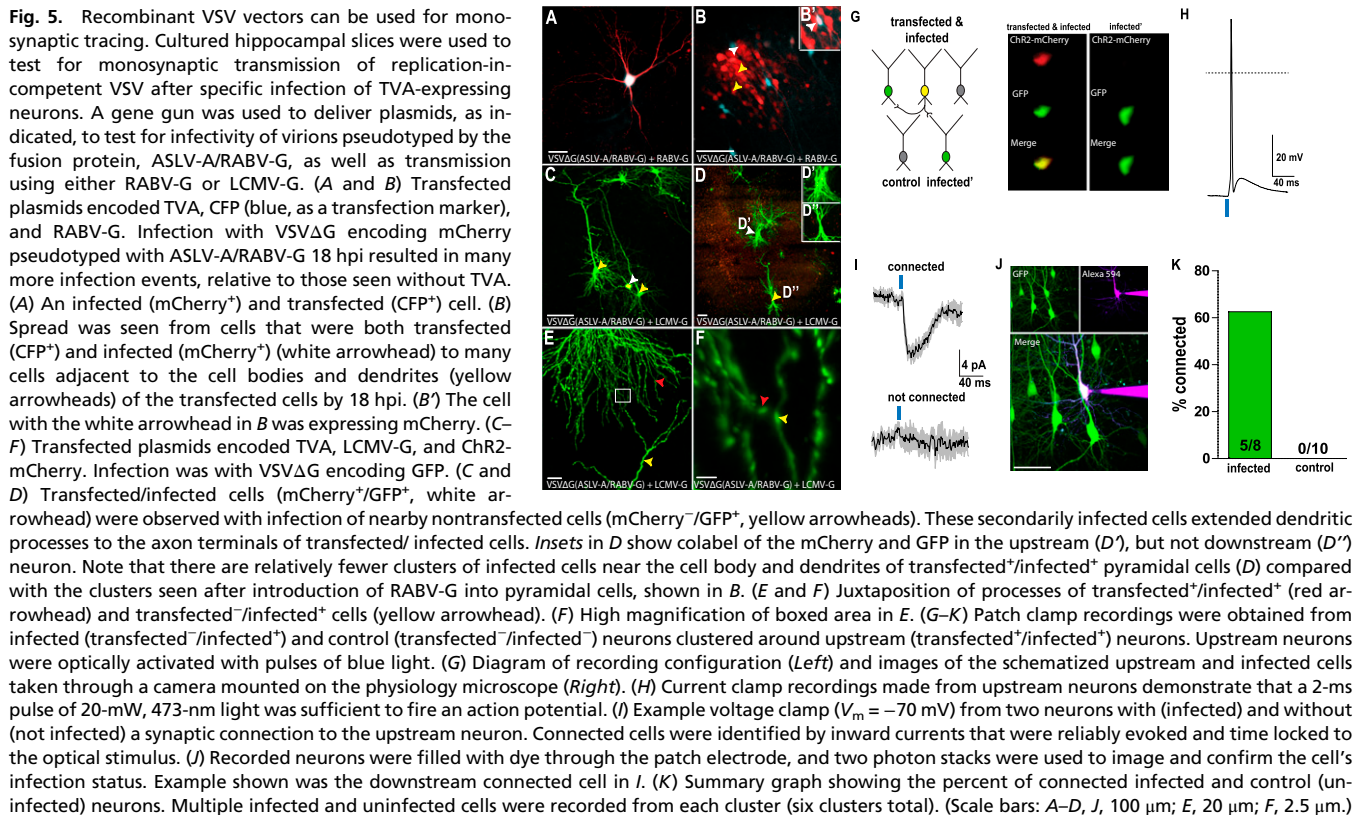 Fig. 5. Recombinant VSV vectors can be used for mono-
synaptic tracing. Cultured hippocampal slices were used to
test for monosynaptic transmission of replication-in-
competent VSV after specific infection of TVA-expressing
neurons. A gene gun was used to deliver plasmids, as in-
dicated, to test for infectivity of virions pseudotyped by the
fusion protein, ASLV-A/RABV-G, as well as transmission
using either RABV-G or LCMV-G. (A and B) Transfected
plasmids encoded TVA, CFP (blue, as a transfection marker),
and RABV-G. Infection with VSVΔG encoding mCherry
pseudotyped with ASLV-A/RABV-G 18 hpi resulted in many
more infection events, relative to those seen without TVA.
(A) An infected (mCherry⁺) and transfected (CFP⁺) cell. (B)
Spread was seen from cells that were both transfected
(CFP⁺) and infected (mCherry⁺) (white arrowhead) to many
cells adjacent to the cell bodies and dendrites (yellow
arrowheads) of the transfected cells by 18 hpi. (B′) The cell
with the white arrowhead in B was expressing mCherry. (C–
F) Transfected plasmids encoded TVA, LCMV-G, and ChR2-
mCherry. Infection was with VSVΔG encoding GFP. (C and
D) Transfected/infected cells (mCherry⁺/GFP⁺, white ar-
rowhead) were observed with infection of nearby nontransfected cells (mCherry⁻/GFP⁺, yellow arrowheads). These secondarily infected cells extended dendritic
processes to the axon terminals of transfected/ infected cells. Insets in D show colabel of the mCherry and GFP in the upstream (D′), but not downstream (D′′)
neuron. Note that there are relatively fewer clusters of infected cells near the cell body and dendrites of transfected⁺/infected⁺ pyramidal cells (D) compared
with the clusters seen after introduction of RABV-G into pyramidal cells, shown in B. (E and F) Juxtaposition of processes of transfected⁺/infected⁺ (red ar-
rowhead) and transfected⁻/infected⁺ cells (yellow arrowhead). (F) High magnification of boxed area in E. (G–K) Patch clamp recordings were obtained from
infected (transfected⁻/infected⁺) and control (transfected⁻/infected⁻) neurons clustered around upstream (transfected⁺/infected⁺) neurons. Upstream neurons
were optically activated with pulses of blue light. (G) Diagram of recording configuration (Left) and images of the schematized upstream and infected cells
taken through a camera mounted on the physiology microscope (Right). (H) Current clamp recordings made from upstream neurons demonstrate that a 2-ms
pulse of 20-mW, 473-nm light was sufficient to fire an action potential. (I) Example voltage clamp (Vm = −70 mV) from two neurons with (infected) and without
(not infected) a synaptic connection to the upstream neuron. Connected cells were identified by inward currents that were reliably evoked and time locked to
the optical stimulus. (J) Recorded neurons were filled with dye through the patch electrode, and two photon stacks were used to image and confirm the cell's
infection status. Example shown was the downstream connected cell in I. (K) Summary graph showing the percent of connected infected and control (un-
infected) neurons. Multiple infected and uninfected cells were recorded from each cluster (six clusters total). (Scale bars: A–D, J, 100 μm; E, 20 μm; F, 2.5 μm.)
A
VSVΔG(ASLV-A/RABV-G) + RABV-G
B
B'
VSVΔG(ASLV-A/RABV-G) + RABV-G
C
VSVΔG(ASLV-A/RABV-G) + LCMV-G
D
D'
D''
D'
D''
VSVΔG(ASLV-A/RABV-G) + LCMV-G
E
VSVΔG(ASLV-A/RABV-G) + LCMV-G
F
VSVΔG(ASLV-A/RABV-G) + LCMV-G
G
transfected &
infected
control infected'
transfected & infected
ChR2-mCherry
GFP
Merge
infected'
ChR2-mCherry
GFP
Merge
H
20 mV
40 ms
I
connected
4 pA
40 ms
not connected
J
GFP
Alexa 594
Merge
K
% connected
80
60
40
20
0
5/8
0/10
infected
control